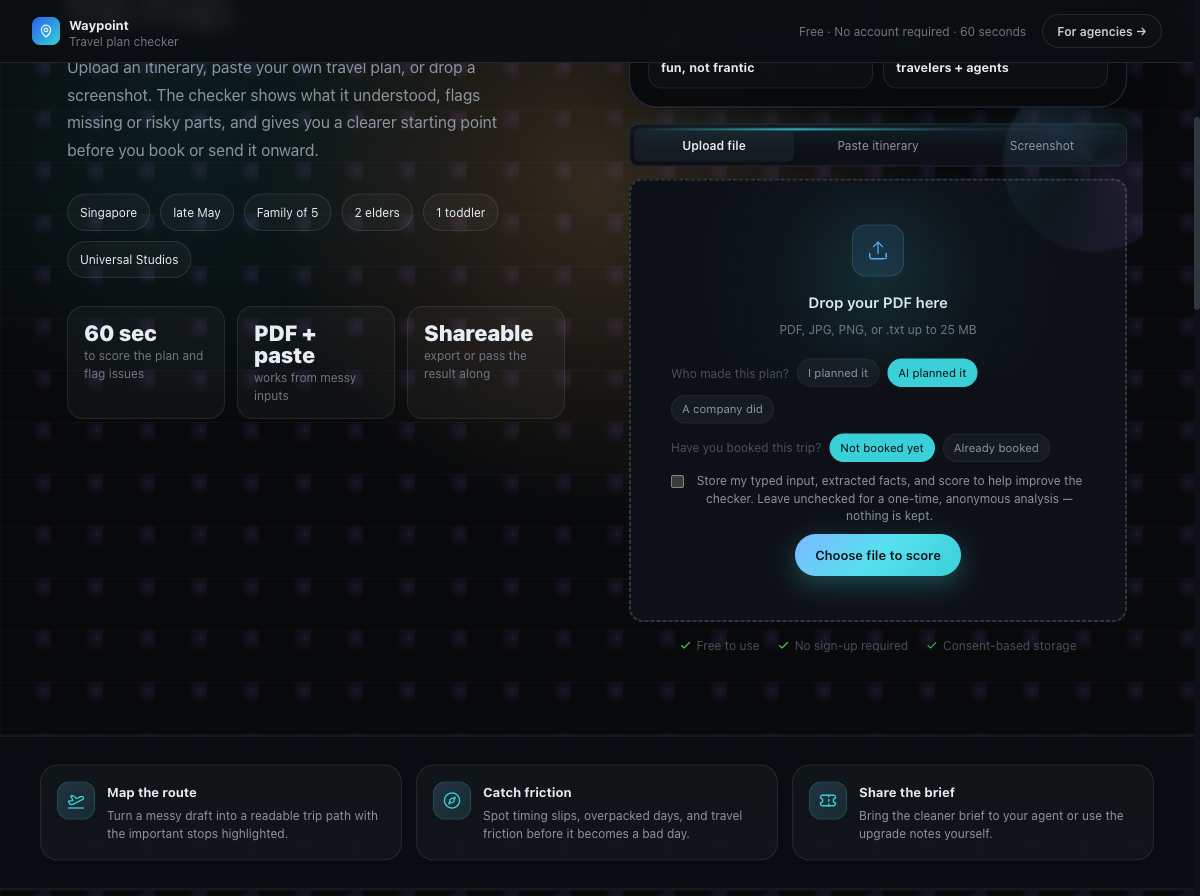 Waypoint
Travel plan checker
Free · No account required · 60 seconds
For agencies →
Upload an itinerary, paste your own travel plan, or drop a
screenshot. The checker shows what it understood, flags
missing or risky parts, and gives you a clearer starting point
before you book or send it onward.
Singapore
late May
Family of 5
2 elders
1 toddler
Universal Studios
60 sec
to score the plan and
flag issues
PDF +
paste
works from messy
inputs
Shareable
export or pass the
result along
fun, not frantic
travelers + agents
Upload file
Paste itinerary
Screenshot
Drop your PDF here
PDF, JPG, PNG, or .txt up to 25 MB
Who made this plan?
I planned it
AI planned it
A company did
Have you booked this trip?
Not booked yet
Already booked
Store my typed input, extracted facts, and score to help improve the
checker. Leave unchecked for a one-time, anonymous analysis —
nothing is kept.
Choose file to score
Free to use
No sign-up required
Consent-based storage
Map the route
Turn a messy draft into a readable trip path with
the important stops highlighted.
Catch friction
Spot timing slips, overpacked days, and travel
friction before it becomes a bad day.
Share the brief
Bring the cleaner brief to your agent or use the
upgrade notes yourself.